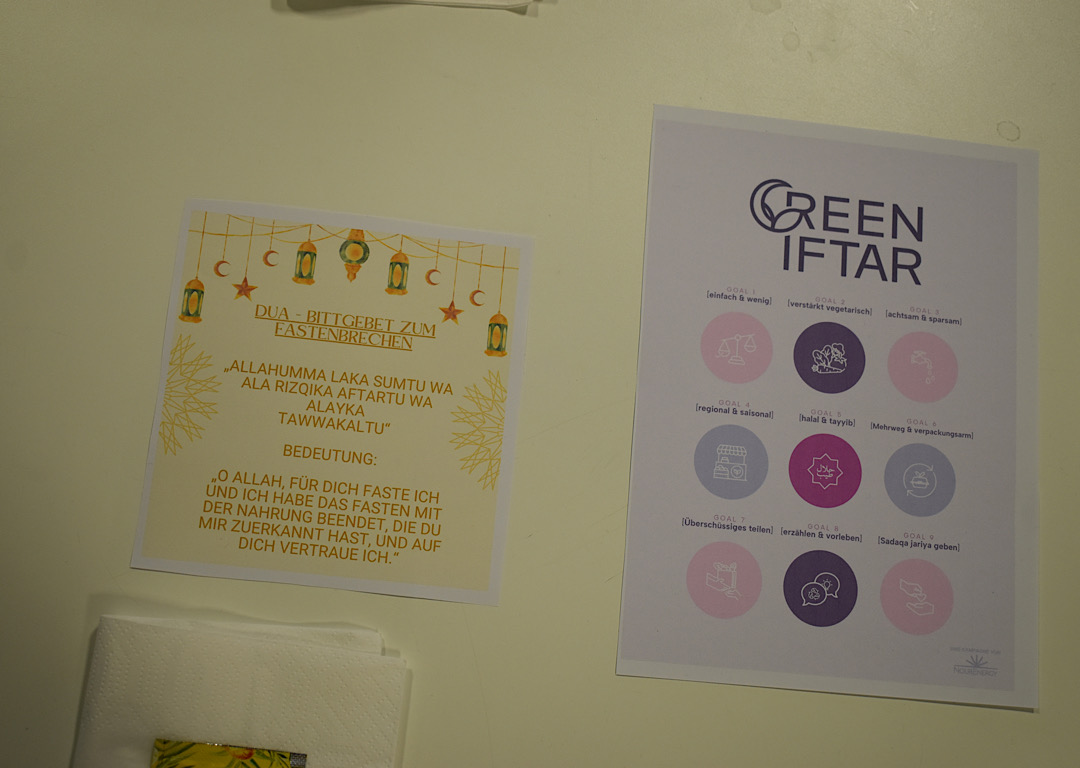 DUA - BITTGEBET ZUM
FASTENBRECHEN
„ALLAHUMMA LAKA SUMTU WA
ALA RIZQIKA AFTARTU WA
ALAYKA
TAWWAKALTU“
BEDEUTUNG:
„O ALLAH, FÜR DICH FASTE ICH
UND ICH HABE DAS FASTEN MIT
DER NAHRUNG BEENDET, DIE DU
MIR ZUERKANNT HAST, UND AUF
DICH VERTRAUE ICH.“
GREEN
IFTAR
GOAL 1
[einfach & wenig]
GOAL 2
[verstärkt vegetarisch]
GOAL 3
[achtsam & sparsam]
GOAL 4
[regional & saisonal]
GOAL 5
[halal & tayyib]
GOAL 6
[Mehrweg & verpackungsarm]
GOAL 7
[Überschüssiges teilen]
GOAL 8
[erzählen & vorleben]
GOAL 9
[Sadaqa jariya geben]